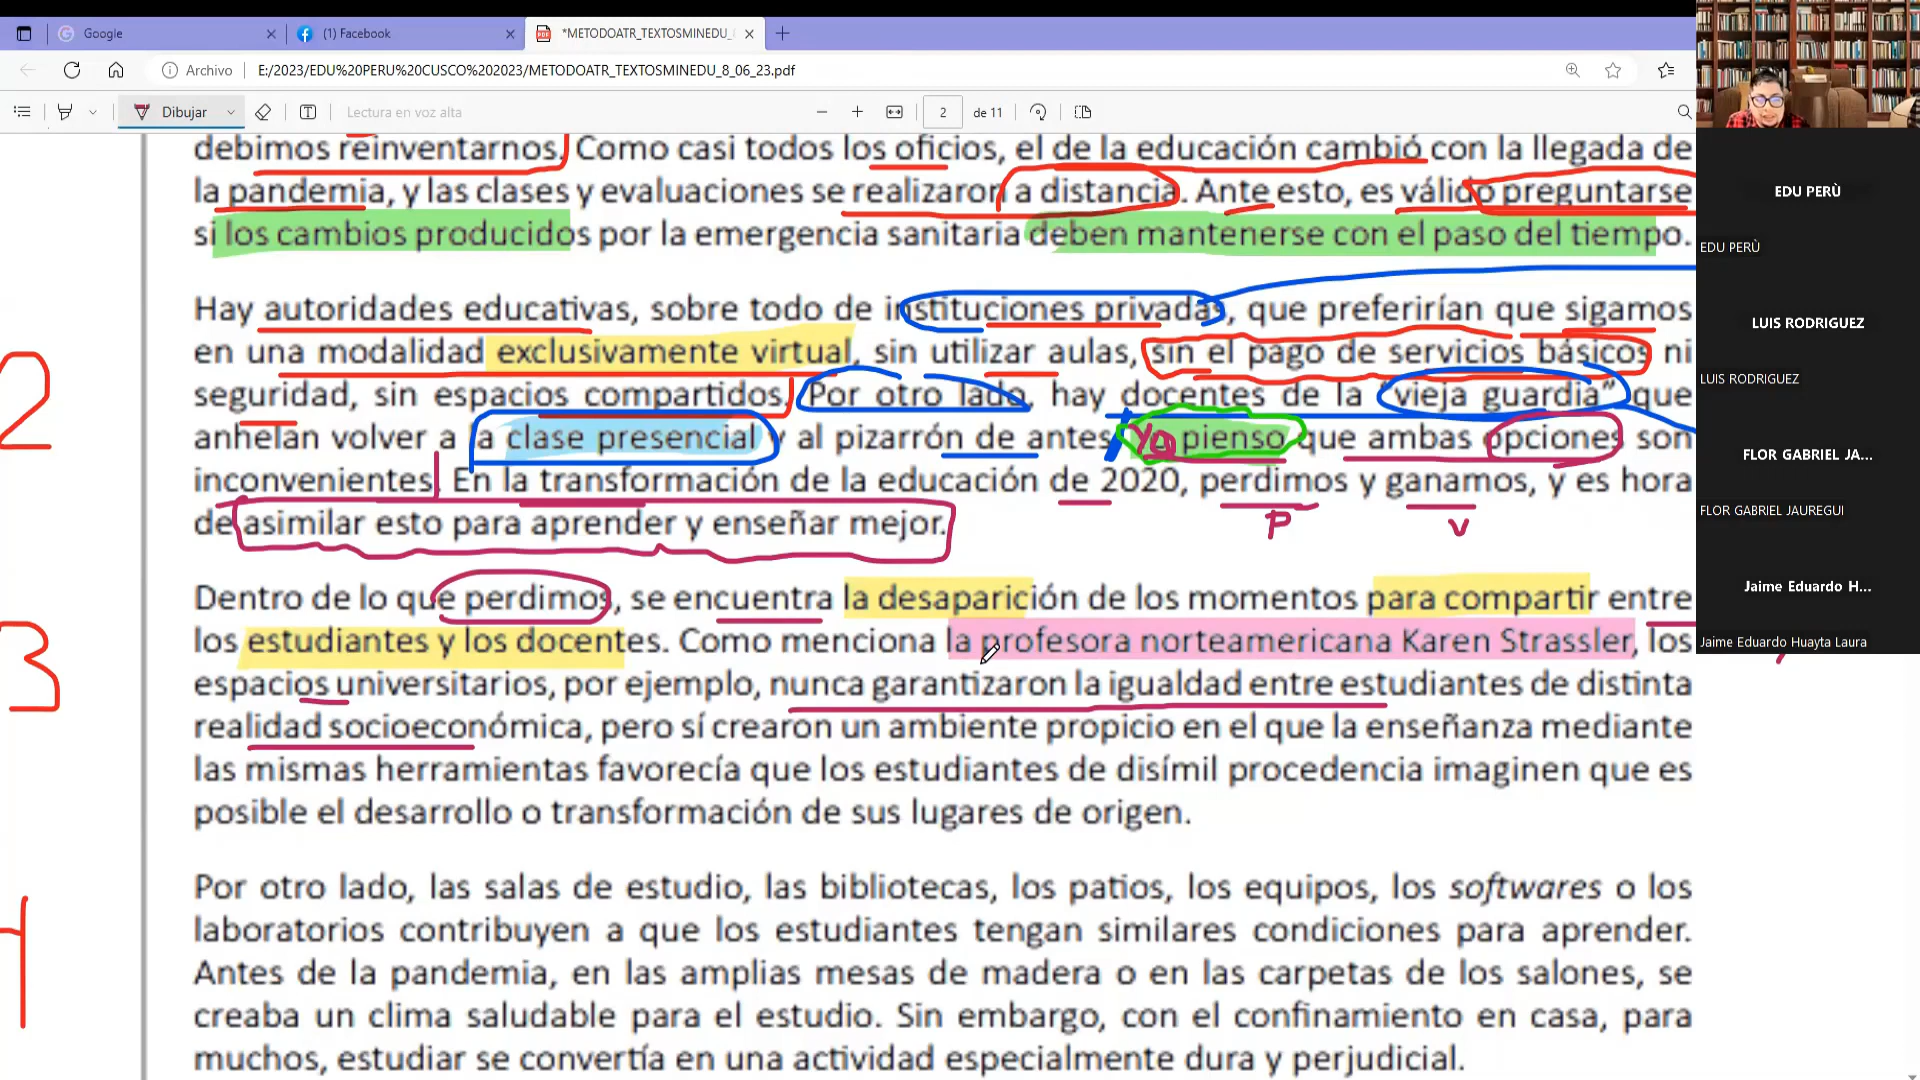 Google
(1) Facebook
*METODOATR_TEXTOSMINEDU_
Archivo
E:/2023/EDU%20PERU%20CUSCO%202023/METODOATR_TEXTOSMINEDU_8_06_23.pdf
Dibujar
Lectura en voz alta
2
de 11
debimos reinventarnos. Como casi todos los oficios, el de la educación cambió con la llegada de
la pandemia, y las clases y evaluaciones se realizaron a distancia. Ante esto, es válido preguntarse
si los cambios producidos por la emergencia sanitaria deben mantenerse con el paso del tiempo.
Hay autoridades educativas, sobre todo de instituciones privadas, que preferirían que sigamos
en una modalidad exclusivamente virtual, sin utilizar aulas, sin el pago de servicios básicos ni
seguridad, sin espacios compartidos. Por otro lado, hay docentes de la “vieja guardia” que
anhelan volver a la clase presencial y al pizarrón de antes. Yo pienso que ambas opciones son
inconvenientes. En la transformación de la educación de 2020, perdimos y ganamos, y es hora
de asimilar esto para aprender y enseñar mejor.
P
V
2
Dentro de lo que perdimos, se encuentra la desaparición de los momentos para compartir entre
los estudiantes y los docentes. Como menciona la profesora norteamericana Karen Strassler, los
espacios universitarios, por ejemplo, nunca garantizaron la igualdad entre estudiantes de distinta
realidad socioeconómica, pero sí crearon un ambiente propicio en el que la enseñanza mediante
las mismas herramientas favorecía que los estudiantes de disímil procedencia imaginen que es
posible el desarrollo o transformación de sus lugares de origen.
3
Por otro lado, las salas de estudio, las bibliotecas, los patios, los equipos, los softwares o los
laboratorios contribuyen a que los estudiantes tengan similares condiciones para aprender.
Antes de la pandemia, en las amplias mesas de madera o en las carpetas de los salones, se
creaba un clima saludable para el estudio. Sin embargo, con el confinamiento en casa, para
muchos, estudiar se convertía en una actividad especialmente dura y perjudicial.
4
EDU PERÙ
EDU PERÙ
LUIS RODRIGUEZ
LUIS RODRIGUEZ
FLOR GABRIEL JA...
FLOR GABRIEL JAUREGUI
Jaime Eduardo H...
Jaime Eduardo Huayta Laura